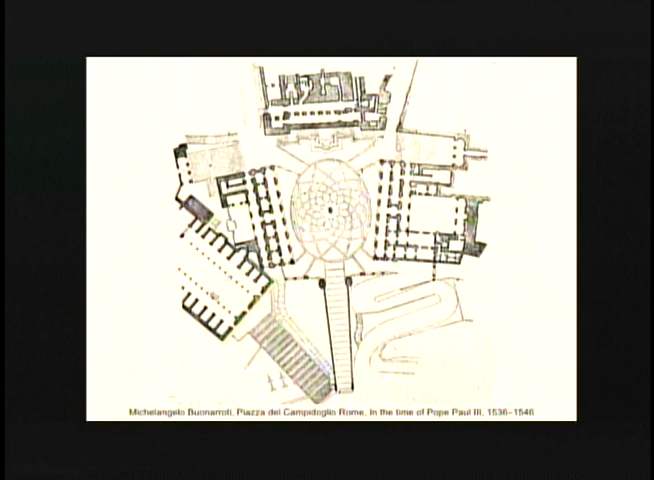 Michelangelo Buonarroti, Piazza del Campidoglio Rome, in the time of Pope Paul III, 1536–1546